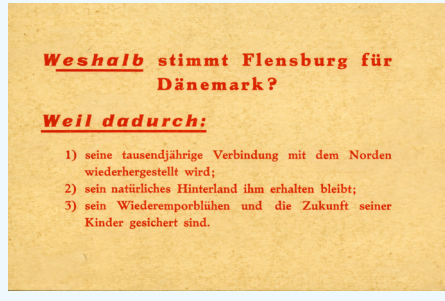 Weshalb stimmt Flensburg für
Dänemark?
Weil dadurch:
1) seine tausendjährige Verbindung mit dem Norden
wiederhergestellt wird;
2) sein natürliches Hinterland ihm erhalten bleibt;
3) sein Wiederemporblühen und die Zukunft seiner
Kinder gesichert sind.